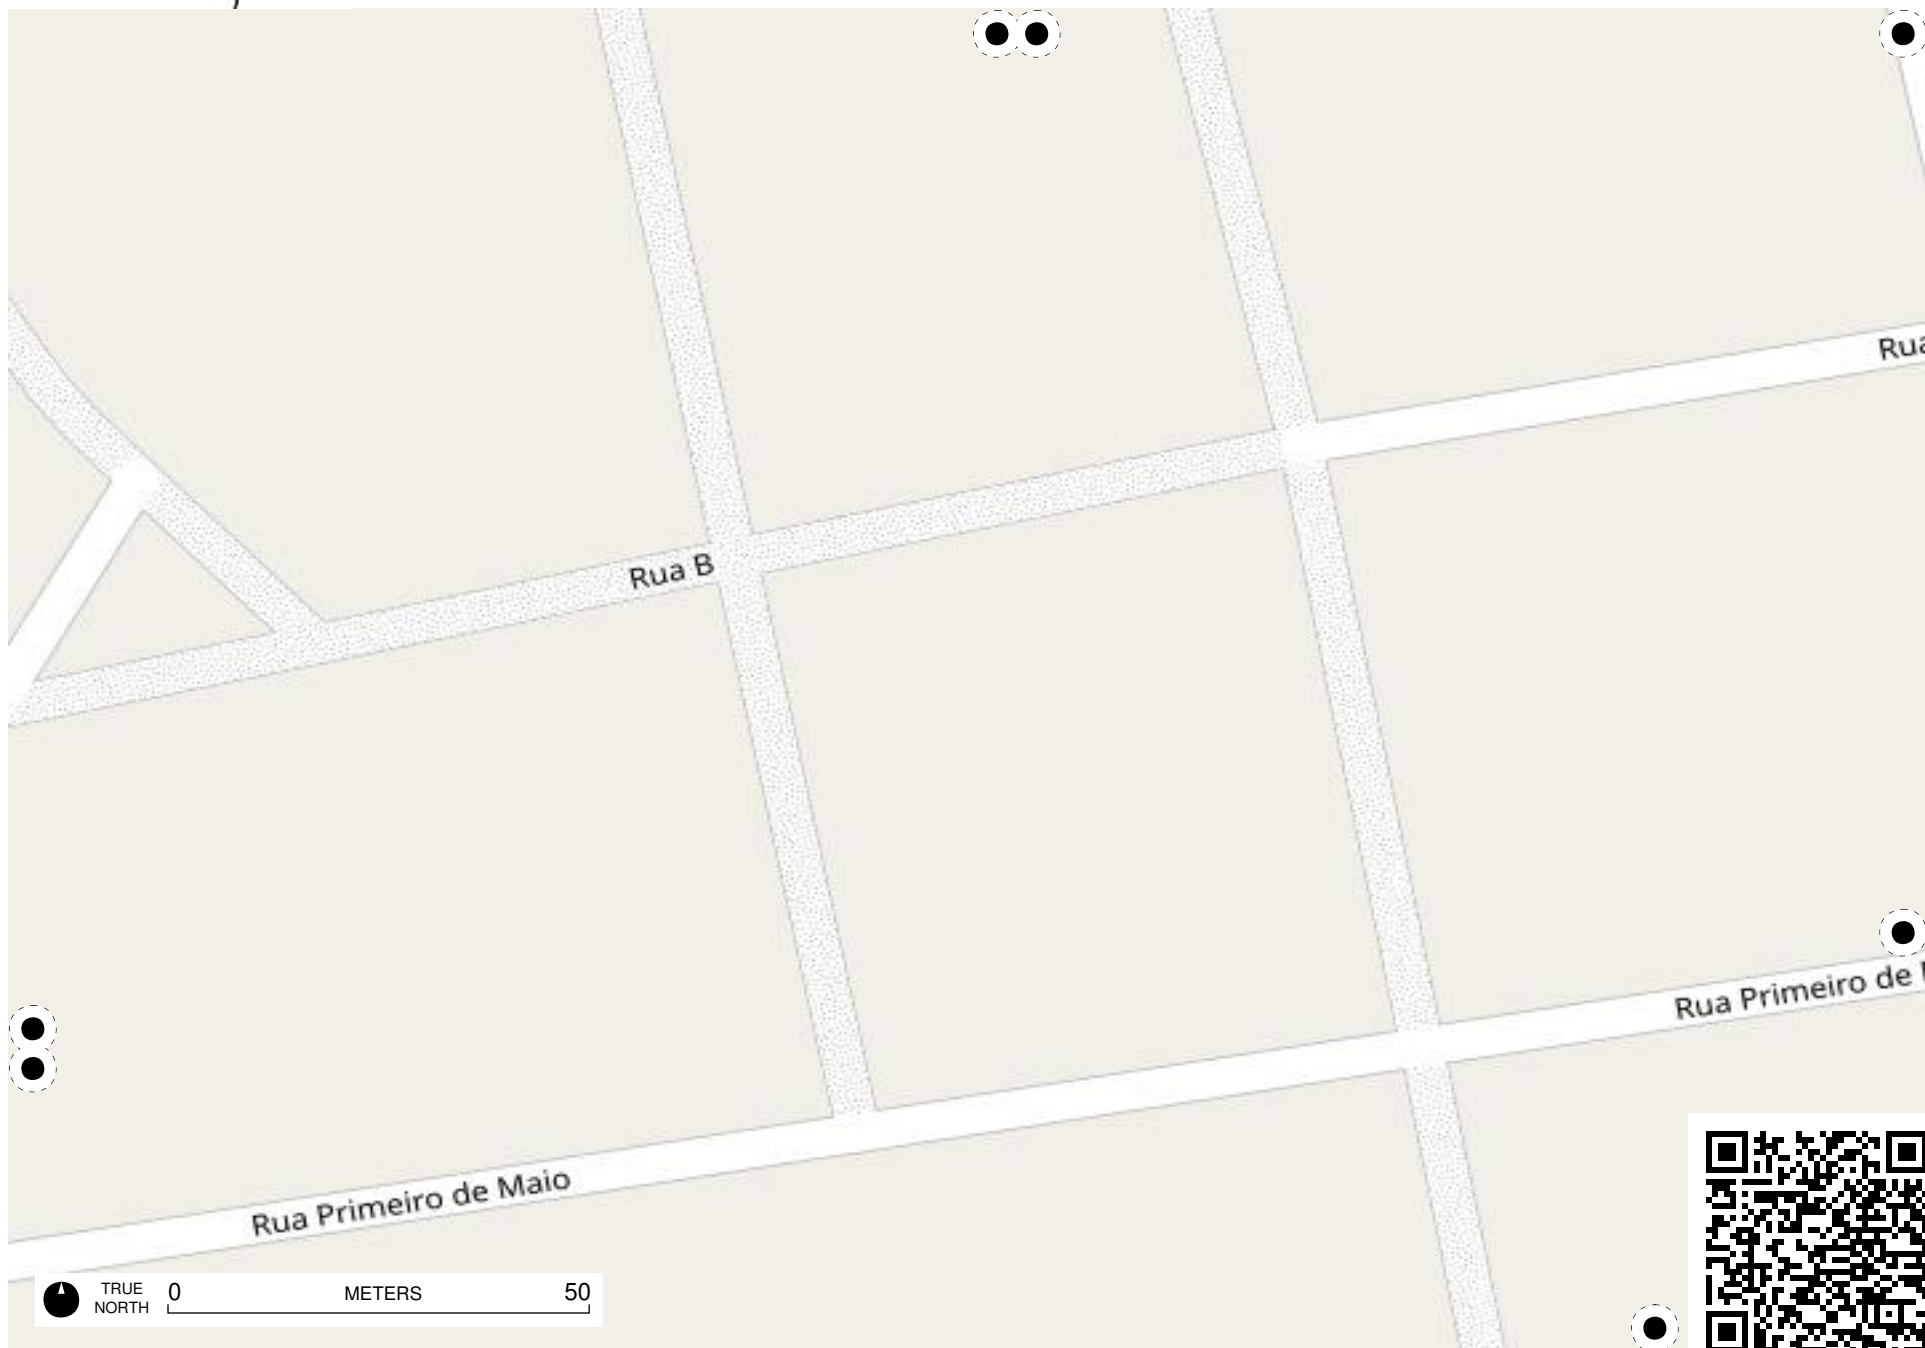 Rua
Rua B
Rua Primeiro de
Rua Primeiro de Maio
TRUE
NORTH
0 METERS 50